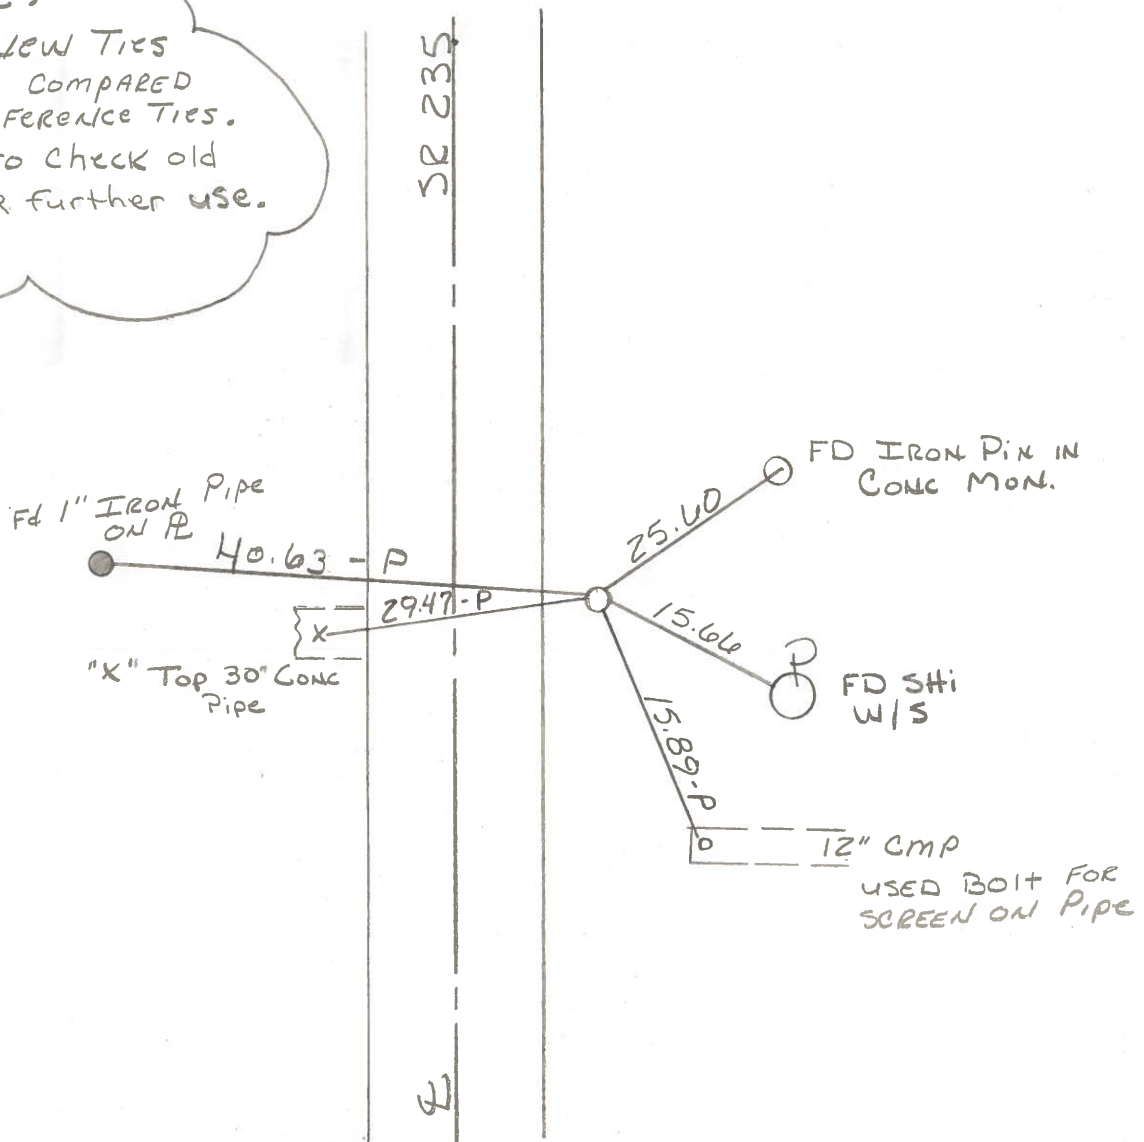 New Ties
Compared
ference Ties.
to check old
R further use.
SR 235
FD Iron Pin in
Conc Mon.
25.60
Fd 1" Iron Pipe
on PL
40.63 - P
29.47 - P
15.66
"X" Top 30" Conc
Pipe
X
P
FD SHi
W/S
15.89-P
12" CMP
used Bolt for
screen on Pipe
CL